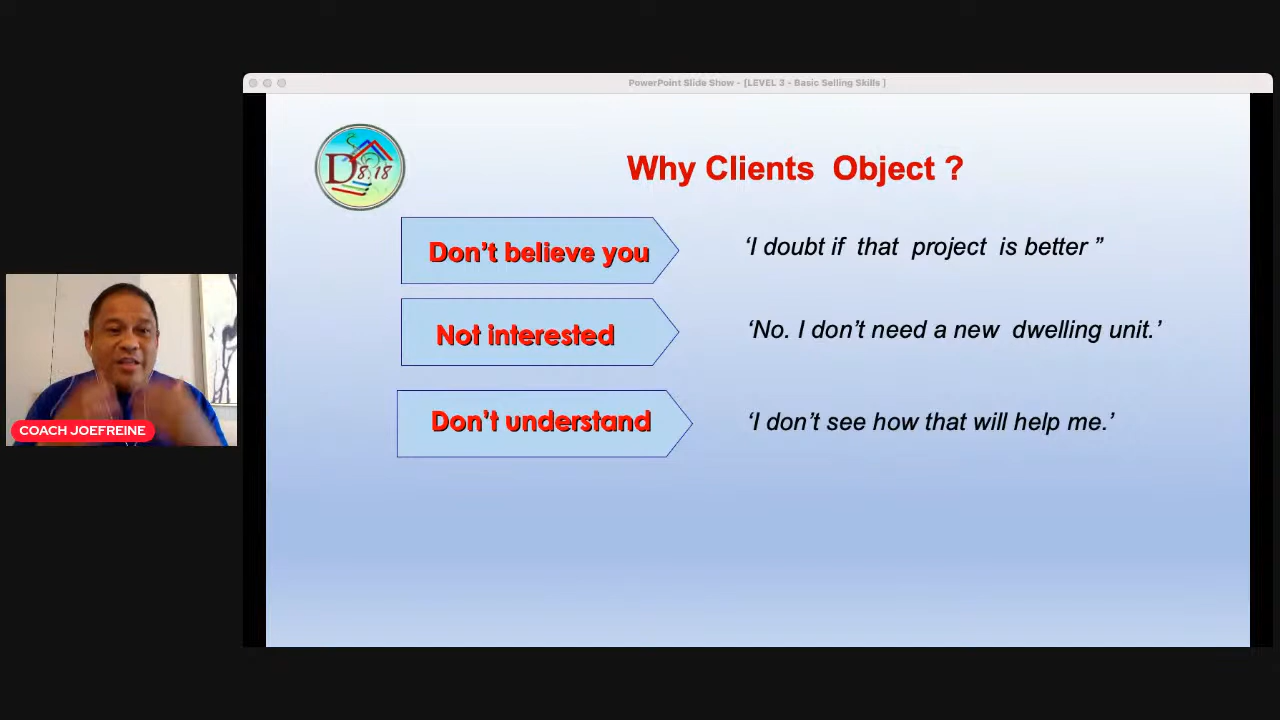 PowerPoint Slide Show - [LEVEL 3 - Basic Selling Skills ]
D8.18
Why Clients Object ?
Don't believe you
‘I doubt if that project is better ”
Not interested
‘No. I don’t need a new dwelling unit.’
Don’t understand
‘I don’t see how that will help me.’
COACH JOEFREINE